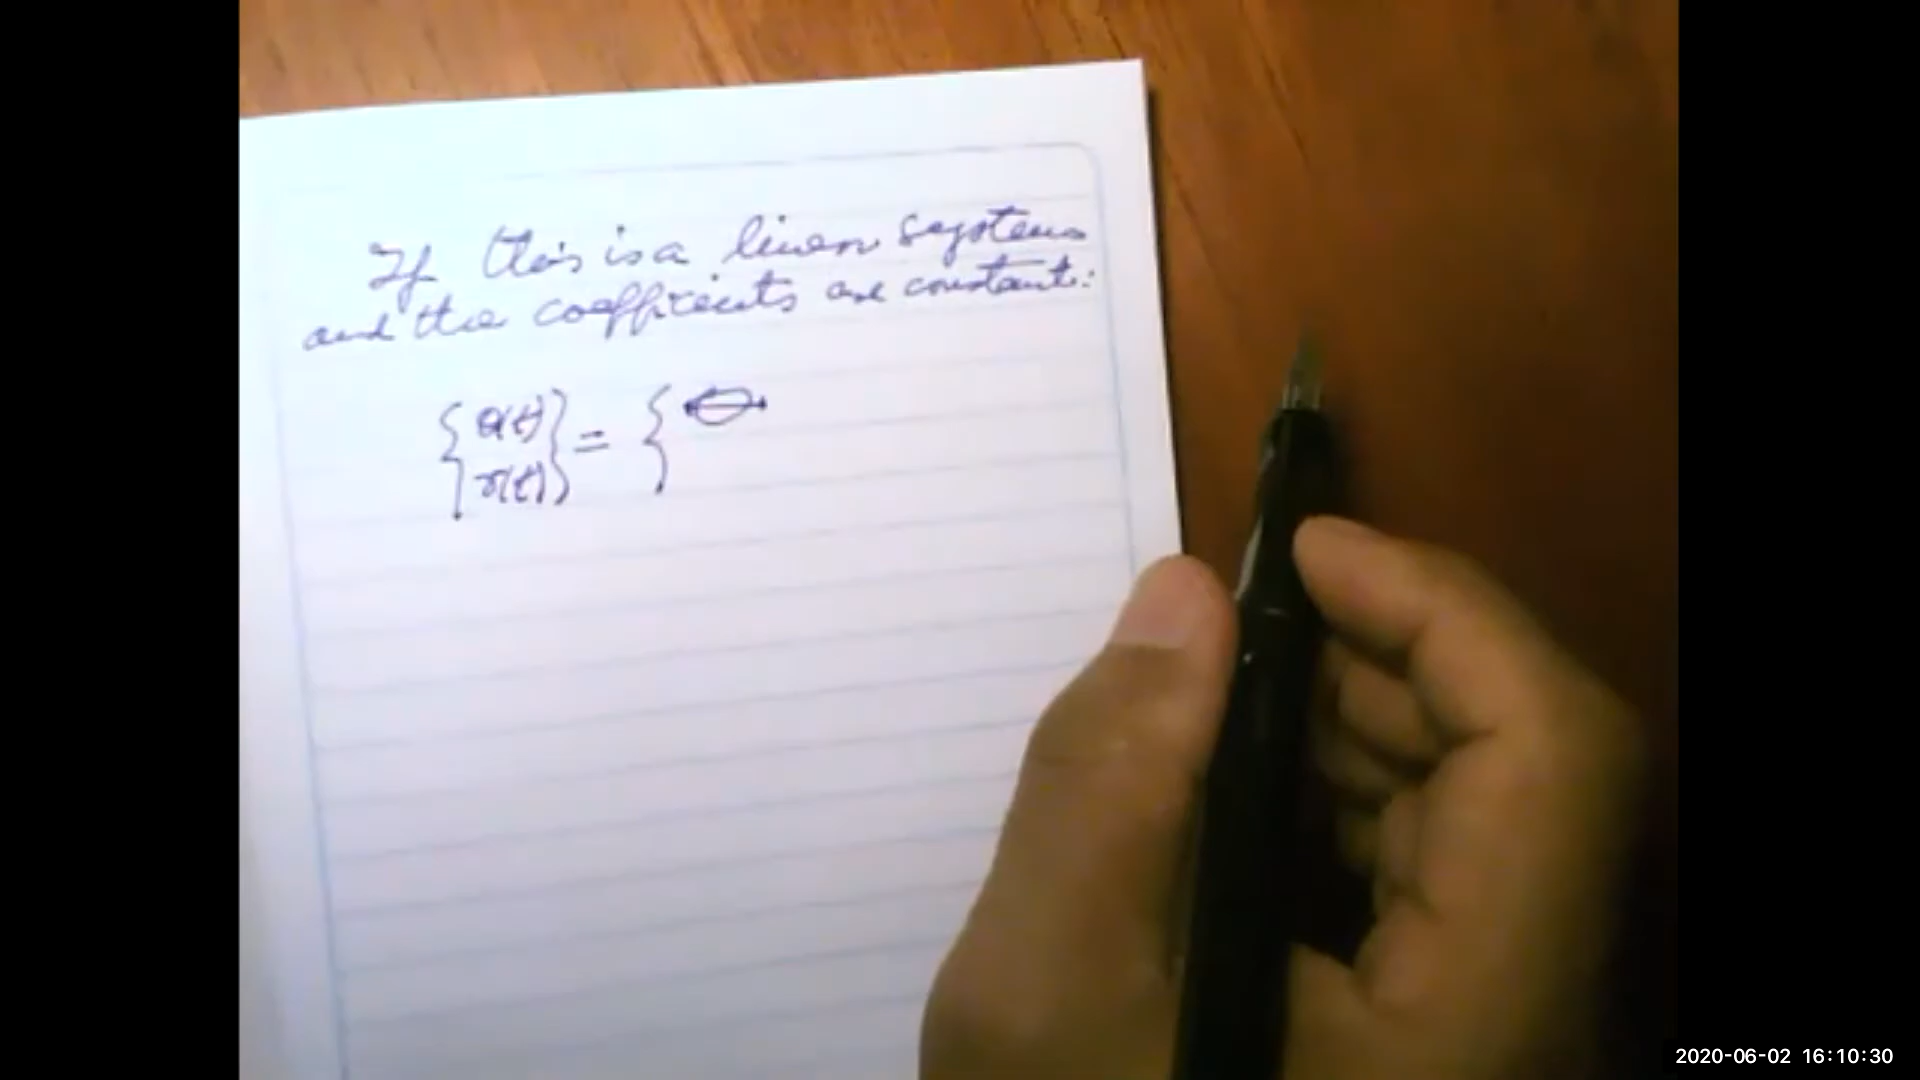 If this is a linear system
and the coefficients are constant:
{θ(t)} = {
{r(t)}
2020-06-02 16:10:30